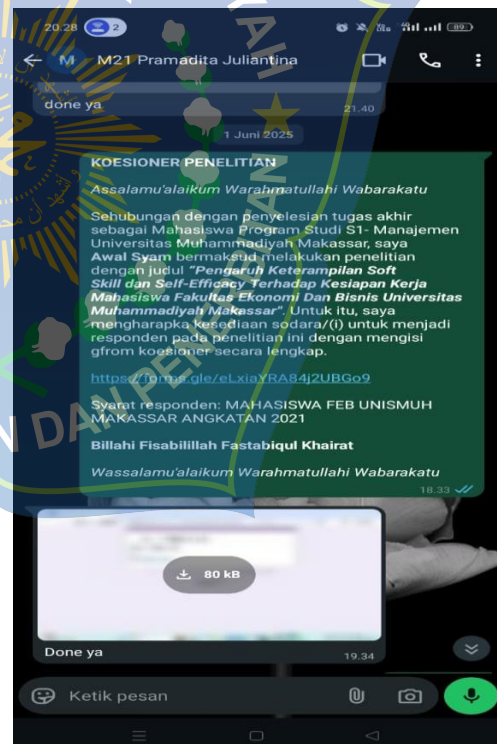 20.28 2 89
M M21 Pramadita Juliantina
done ya
21.40
1 Juni 2025
KOESIONER PENELITIAN
Assalamu'alaikum Warahmatullahi Wabarakatu
Sehubungan dengan penyelesian tugas akhir
sebagai Mahasiswa Program Studi S1- Manajemen
Universitas Muhammadiyah Makassar, saya
Awal Syam bermaksud melakukan penelitian
dengan judul "Pengaruh Keterampilan Soft
Skill dan Self-Efficacy Terhadap Kesiapan Kerja
Mahasiswa Fakultas Ekonomi Dan Bisnis Universitas
Muhammadiyah Makassar". Untuk itu, saya
mengharapka kesediaan sodara/(i) untuk menjadi
responden pada penelitian ini dengan mengisi
gfrom koesioner secara lengkap.
https://forms.gle/eLxiaYRA84j2UBGo9
Syarat responden: MAHASISWA FEB UNISMUH
MAKASSAR ANGKATAN 2021
Billahi Fisabilillah Fastabiqul Khairat
Wassalamu'alaikum Warahmatullahi Wabarakatu
18.33
80 kB
Done ya
19.34
Ketik pesan